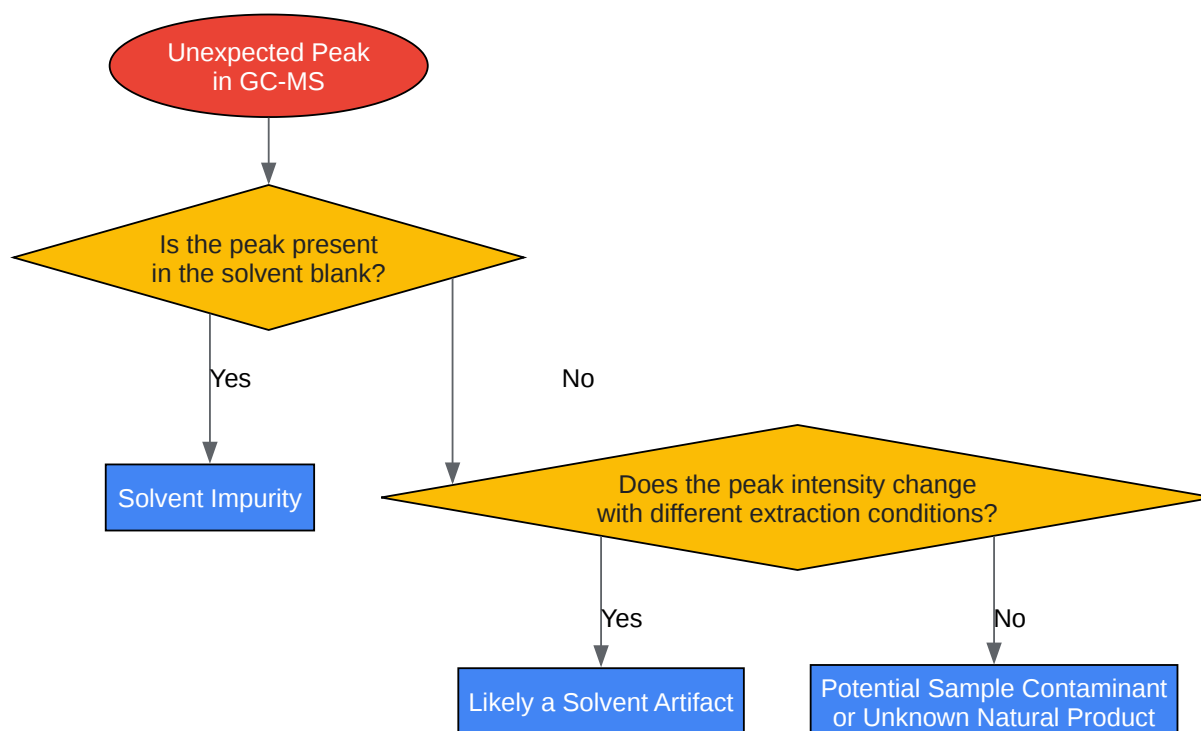 Unexpected Peak
in GC-MS
Is the peak present
in the solvent blank?
Yes
No
Solvent Impurity
Does the peak intensity change
with different extraction conditions?
Yes
No
Likely a Solvent Artifact
Potential Sample Contaminant
or Unknown Natural Product